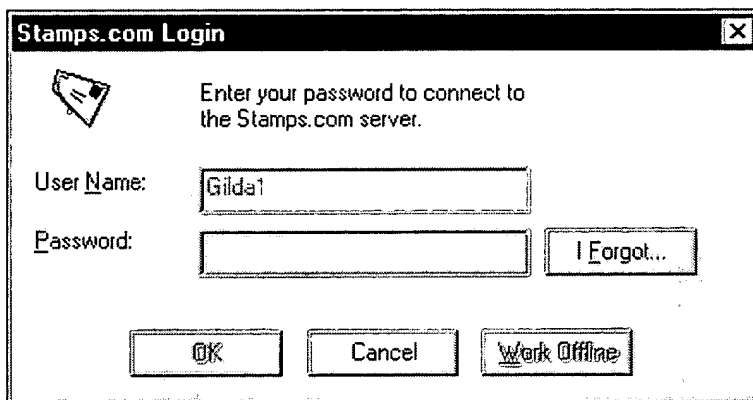 Stamps.com Login
Enter your password to connect to
the Stamps.com server.
User Name:
Gilda1
Password:
I Forgot...
OK
Cancel
Work Offline